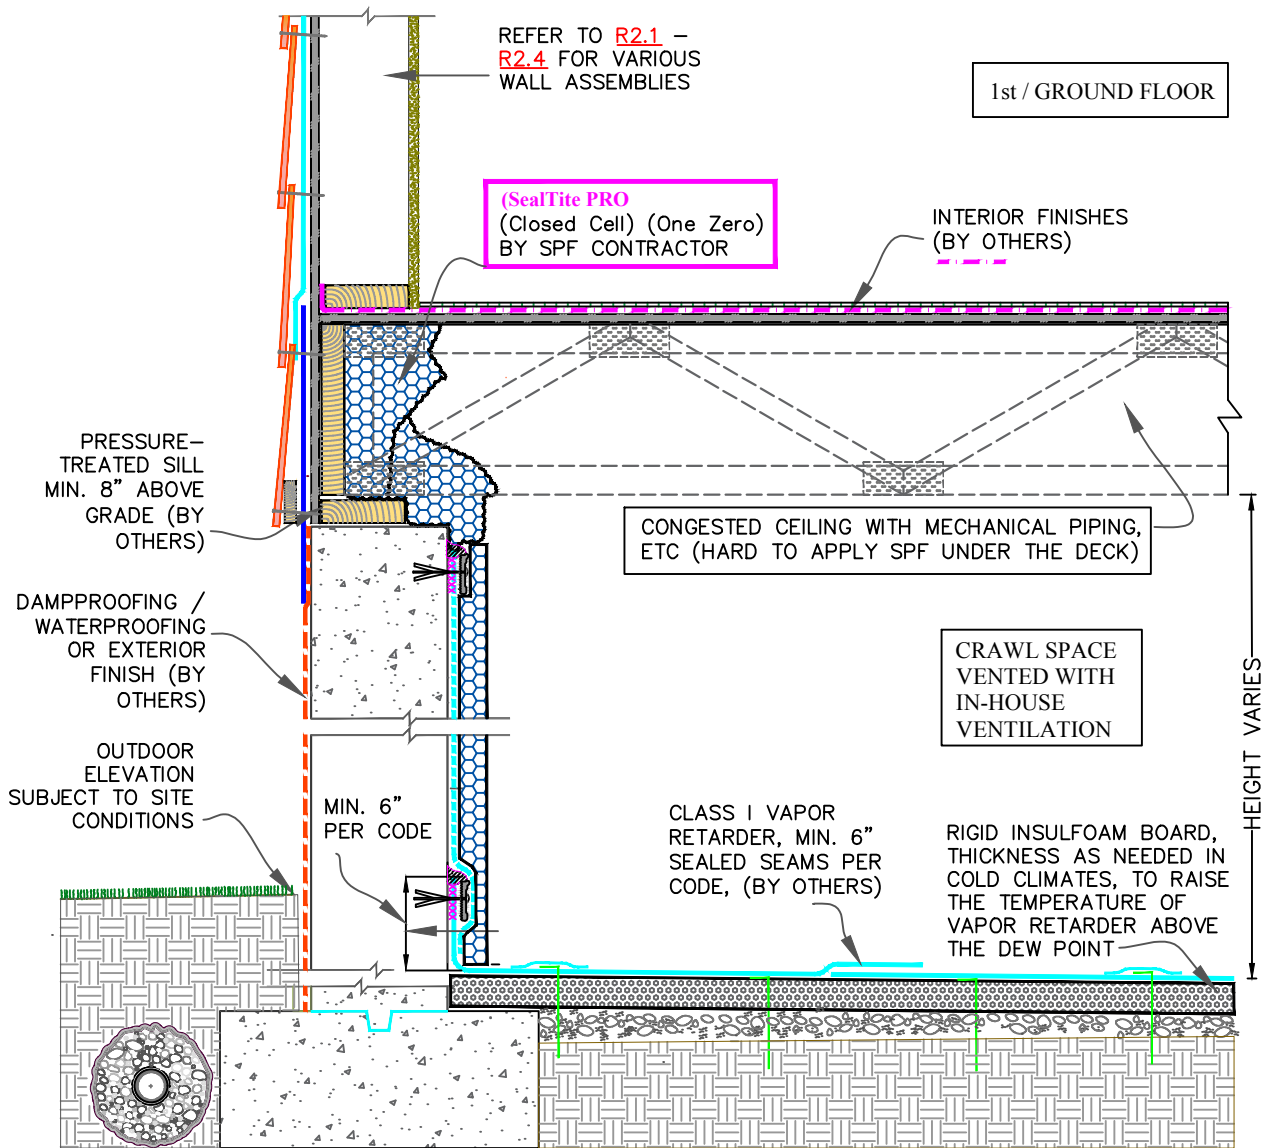 REFER TO R2.1 –
R2.4 FOR VARIOUS
WALL ASSEMBLIES
1st / GROUND FLOOR
(SealTite PRO
(Closed Cell) (One Zero)
BY SPF CONTRACTOR
INTERIOR FINISHES
(BY OTHERS)
PRESSURE–
TREATED SILL
MIN. 8” ABOVE
GRADE (BY
OTHERS)
CONGESTED CEILING WITH MECHANICAL PIPING,
ETC (HARD TO APPLY SPF UNDER THE DECK)
DAMPPROOFING /
WATERPROOFING
OR EXTERIOR
FINISH (BY
OTHERS)
CRAWL SPACE
VENTED WITH
IN-HOUSE
VENTILATION
HEIGHT VARIES
OUTDOOR
ELEVATION
SUBJECT TO SITE
CONDITIONS
MIN. 6”
PER CODE
CLASS I VAPOR
RETARDER, MIN. 6”
SEALED SEAMS PER
CODE, (BY OTHERS)
RIGID INSULFOAM BOARD,
THICKNESS AS NEEDED IN
COLD CLIMATES, TO RAISE
THE TEMPERATURE OF
VAPOR RETARDER ABOVE
THE DEW POINT